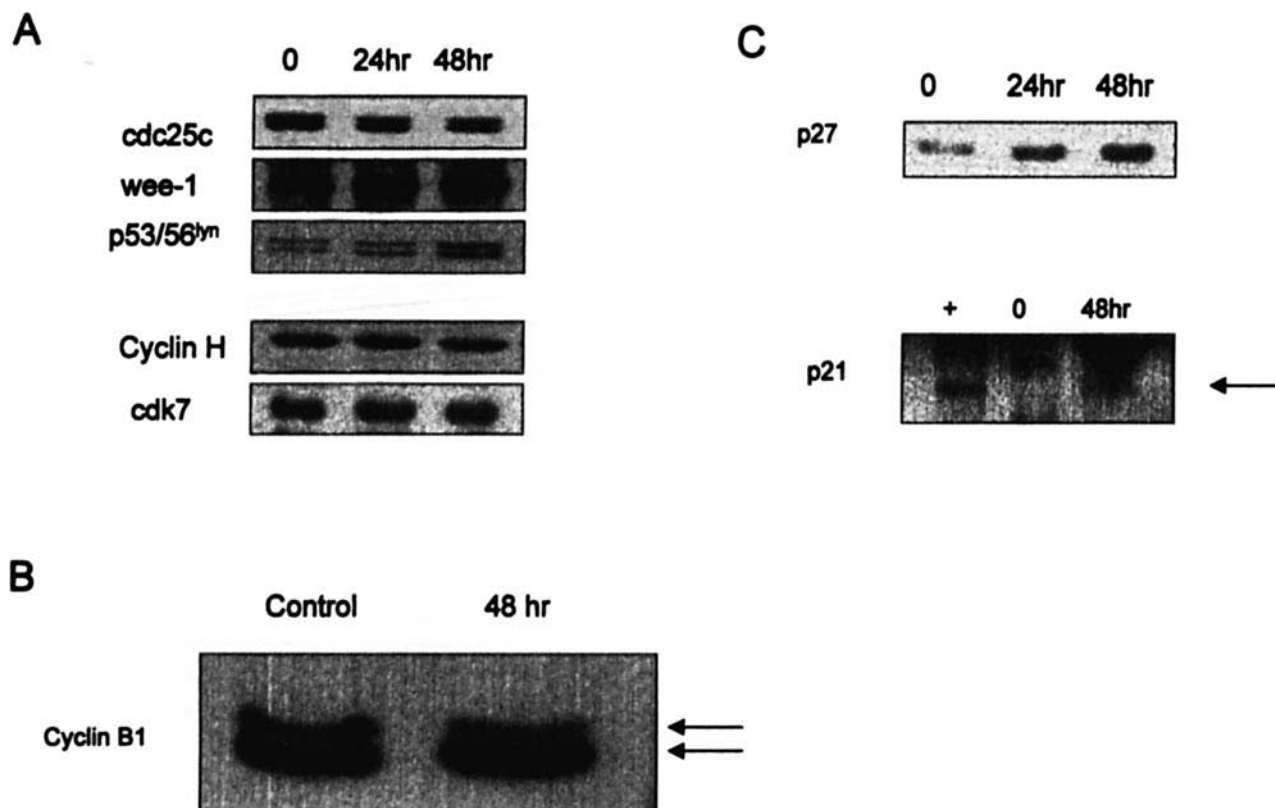 A
0 24hr 48hr
cdc25c
wee-1
p53/56lyn
Cyclin H
cdk7
B
Control 48 hr
Cyclin B1
C
0 24hr 48hr
p27
+ 0 48hr
p21